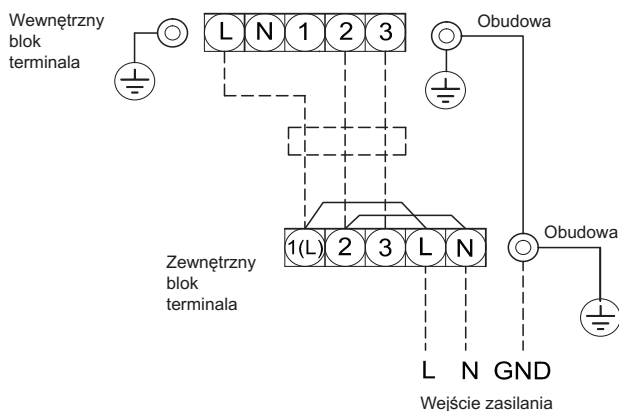 Wewnętrzny
blok
terminala
L N 1 2 3
Obudowa
1(L) 2 3 L N
Obudowa
Zewnętrzny
blok
terminala
L N GND
Wejście zasilania